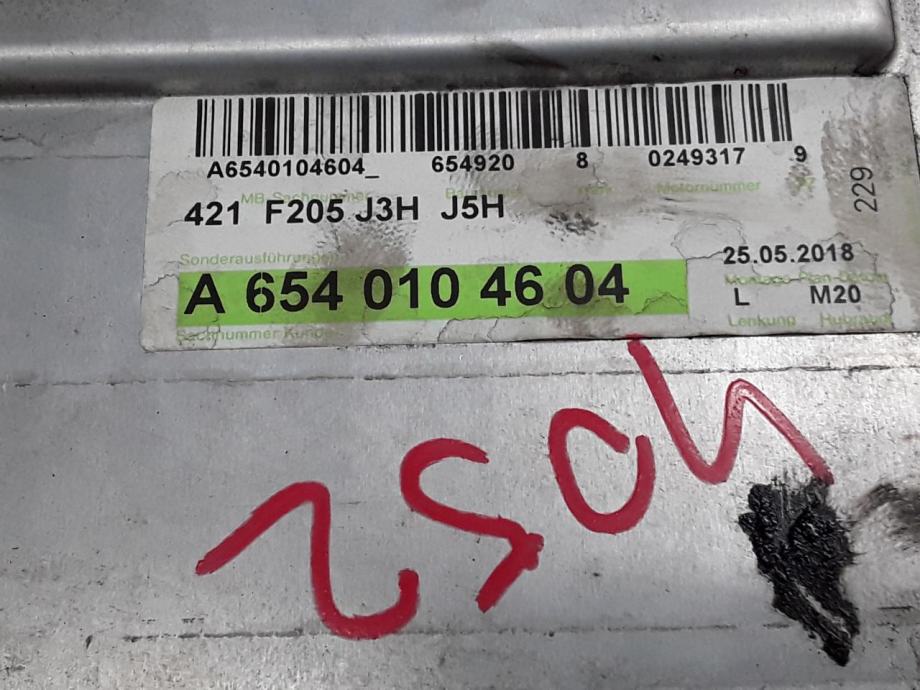 A6540104604_ 654920 8 0249317 9
MB Sachnummer Motornummer
421 F205 J3H J5H
229
Sonderausführungen
25.05.2018
A 654 010 46 04
L M20
Sachnummer Kunde
Lenkung Hubraum